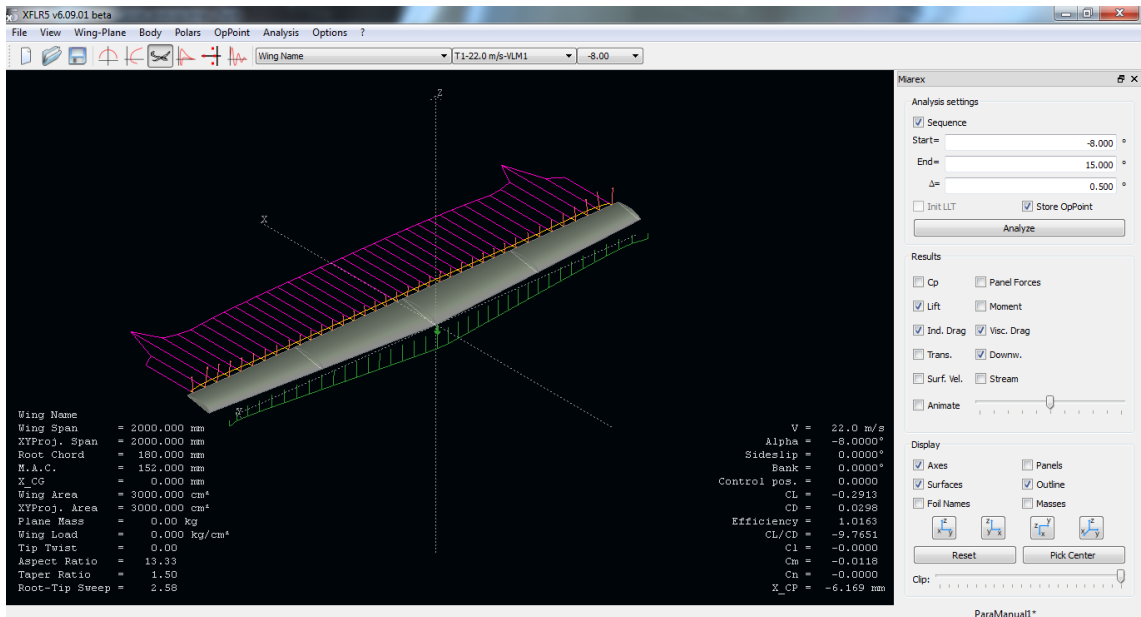 XFLR5 v6.09.01 beta
File View Wing-Plane Body Polars OpPoint Analysis Options ?
Wing Name T1-22.0 m/s-VLM1 -8.00
Z
X
Y
Wing Name
Wing Span = 2000.000 mm
XYProj. Span = 2000.000 mm
Root Chord = 180.000 mm
M.A.C. = 152.000 mm
X_CG = 0.000 mm
Wing Area = 3000.000 cm²
XYProj. Area = 3000.000 cm²
Plane Mass = 0.00 kg
Wing Load = 0.000 kg/cm²
Tip Twist = 0.00
Aspect Ratio = 13.33
Taper Ratio = 1.50
Root-Tip Sweep = 2.58
V = 22.0 m/s
Alpha = -8.0000°
Sideslip = 0.0000°
Bank = 0.0000°
Control pos. = 0.0000
CL = -0.2913
CD = 0.0298
Efficiency = 1.0163
CL/CD = -9.7651
Cl = -0.0000
Cm = -0.0118
Cn = -0.0000
X_CP = -6.169 mm
Miarex
Analysis settings
Sequence
Start= -8.000 °
End= 15.000 °
Δ= 0.500 °
Init LLT Store OpPoint
Analyze
Results
Cp Panel Forces
Lift Moment
Ind. Drag Visc. Drag
Trans. Downw.
Surf. Vel. Stream
Animate
Display
Axes Panels
Surfaces Outline
Foil Names Masses
Reset Pick Center
Clip:
ParaManual1*